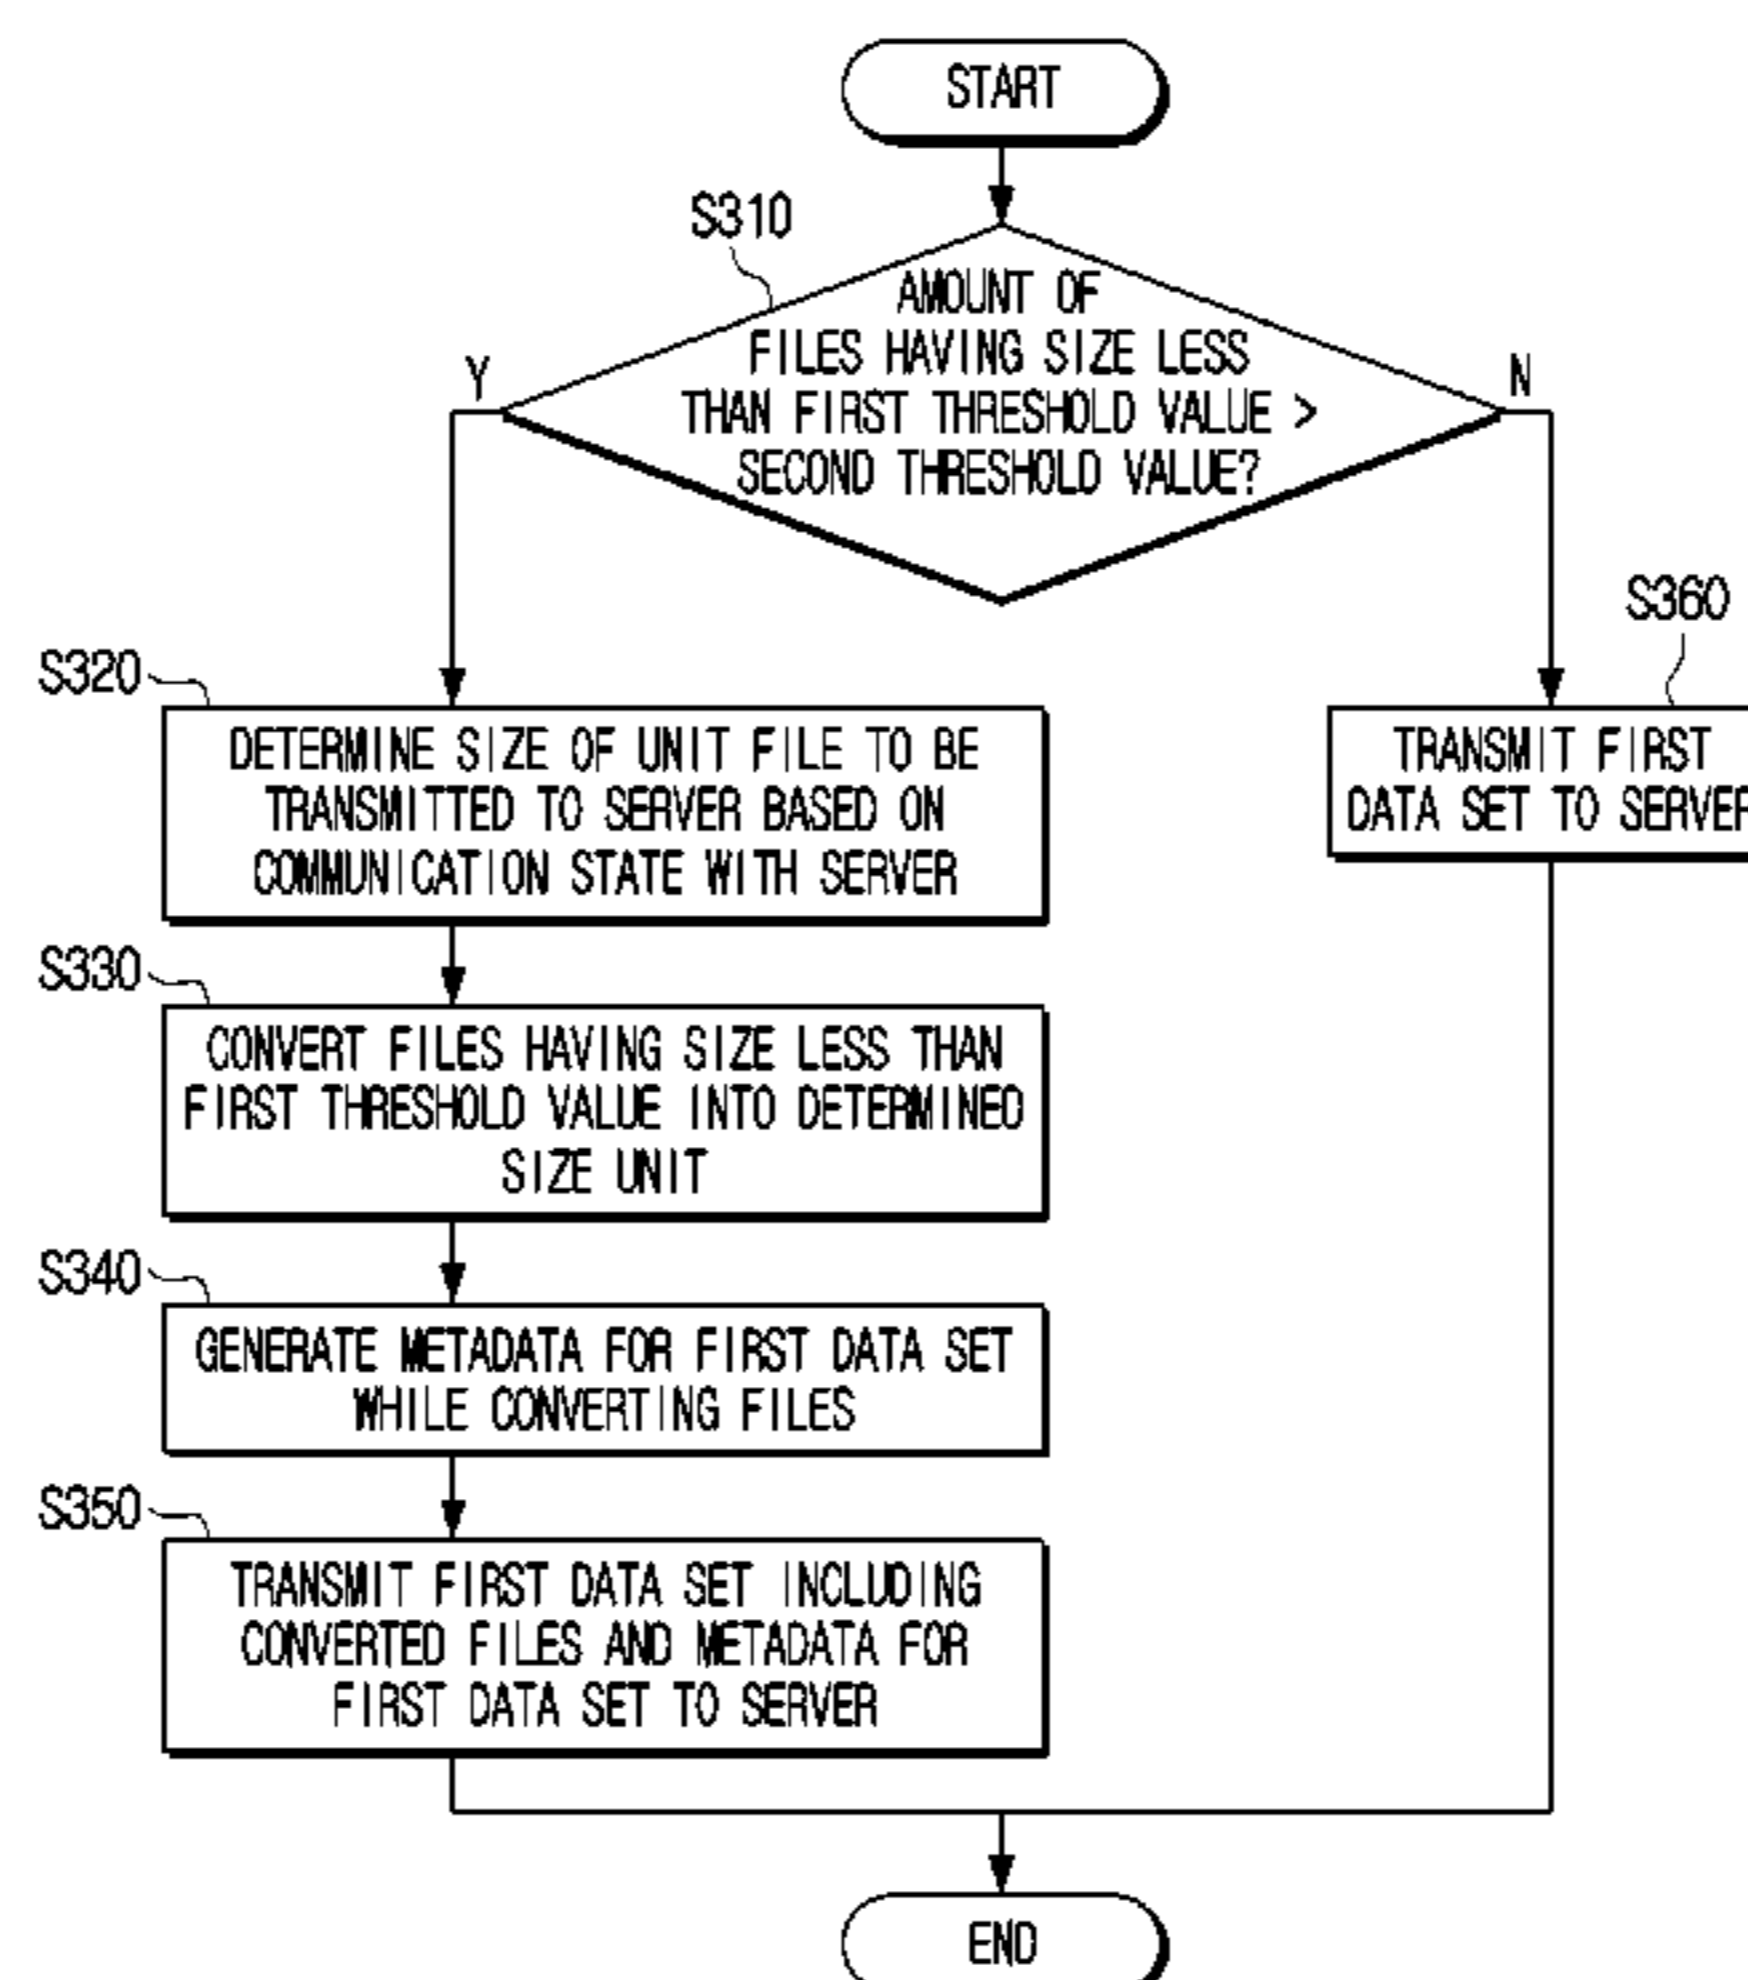 START
S310
AMOUNT OF
FILES HAVING SIZE LESS
THAN FIRST THRESHOLD VALUE >
SECOND THRESHOLD VALUE?
Y
N
S320
DETERMINE SIZE OF UNIT FILE TO BE
TRANSMITTED TO SERVER BASED ON
COMMUNICATION STATE WITH SERVER
S360
TRANSMIT FIRST
DATA SET TO SERVER
S330
CONVERT FILES HAVING SIZE LESS THAN
FIRST THRESHOLD VALUE INTO DETERMINED
SIZE UNIT
S340
GENERATE METADATA FOR FIRST DATA SET
WHILE CONVERTING FILES
S350
TRANSMIT FIRST DATA SET INCLUDING
CONVERTED FILES AND METADATA FOR
FIRST DATA SET TO SERVER
END